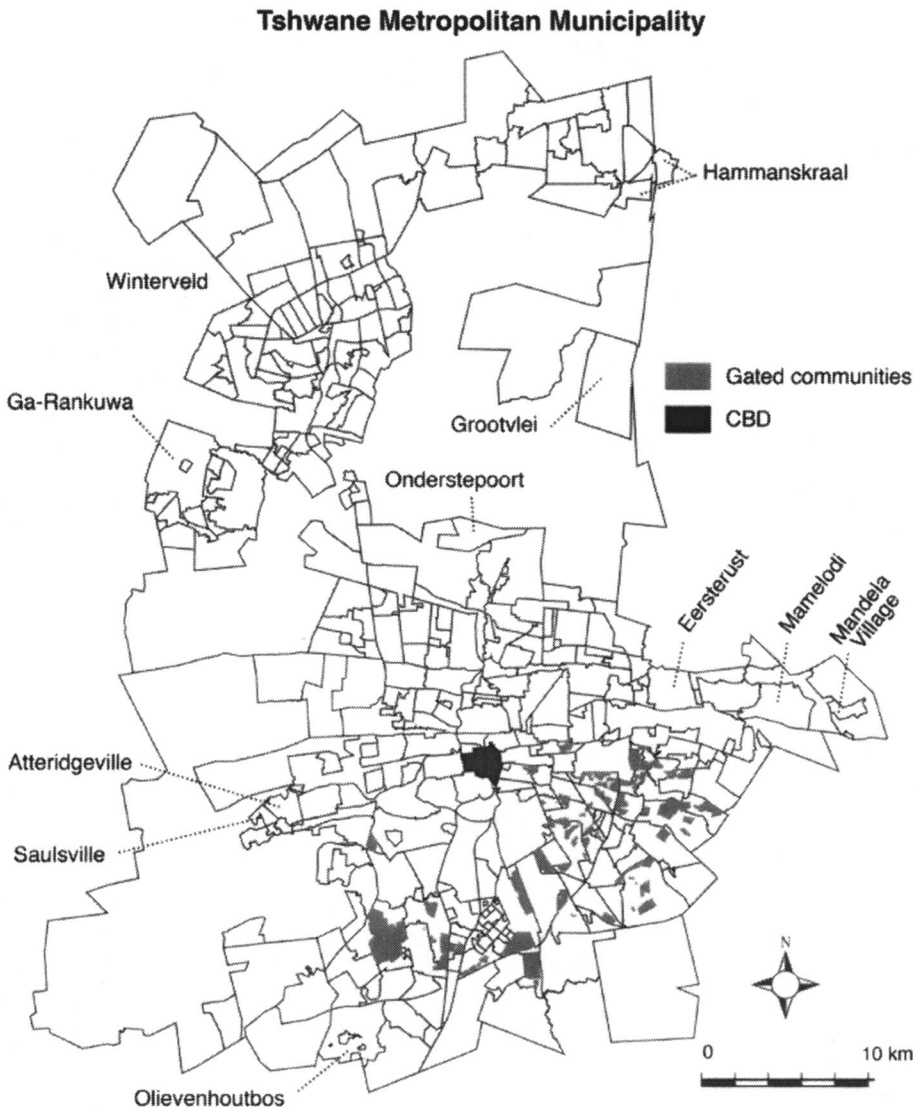 Tshwane Metropolitan Municipality
Hammanskraal
Winterveld
Gated communities
CBD
Ga-Rankuwa
Grootvlei
Onderstepoort
Eersterust
Mamelodi
Mandela
Village
Atteridgeville
Saulsville
N
0 10 km
Olievenhoutbos